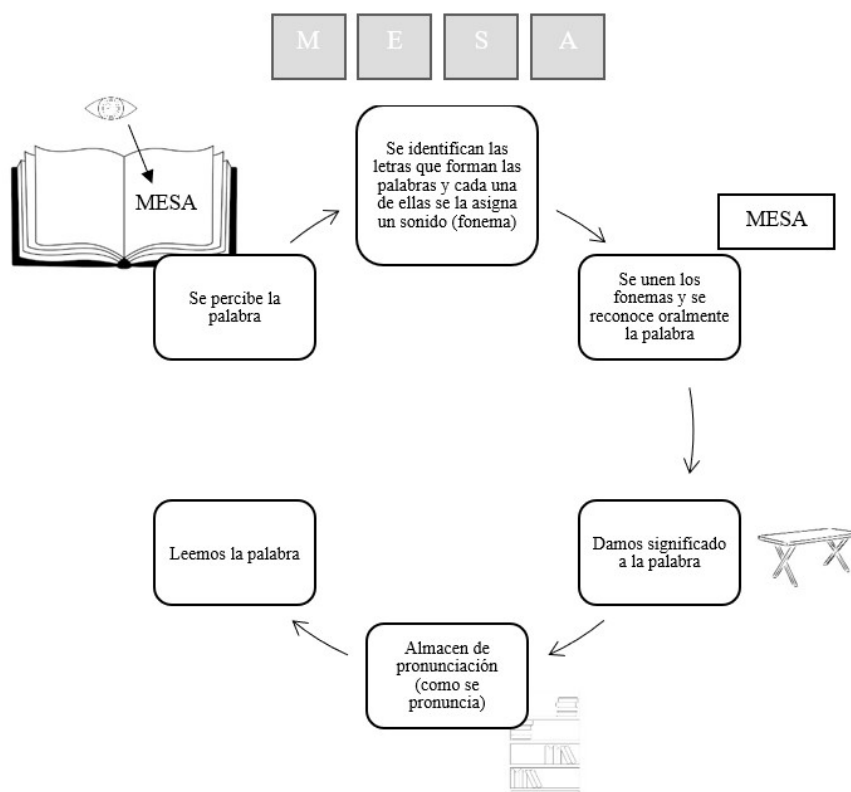 M E S A
MESA
Se identifican las
letras que forman las
palabras y cada una
de ellas se la asigna
un sonido (fonema)
MESA
Se percibe la
palabra
Se unen los
fonemas y se
reconoce oralmente
la palabra
Damos significado
a la palabra
Almacen de
pronunciación
(como se
pronuncia)
Leemos la palabra